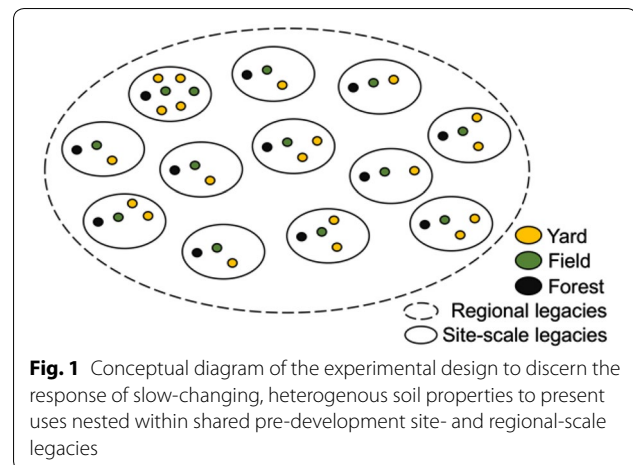 Yard
Field
Forest
Regional legacies
Site-scale legacies
Fig. 1 Conceptual diagram of the experimental design to discern the
response of slow-changing, heterogenous soil properties to present
uses nested within shared pre-development site- and regional-scale
legacies